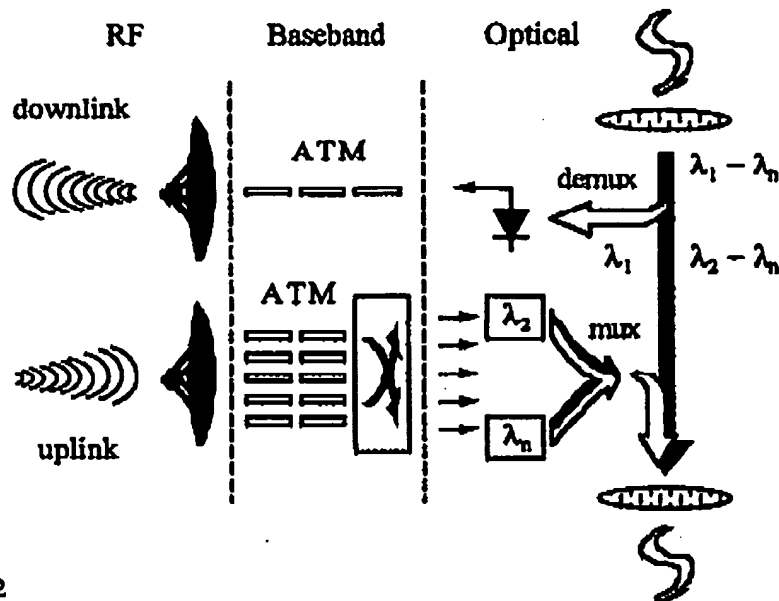 RF Baseband Optical
downlink
ATM
demux
λ₁ – λₙ
λ₁
λ₂ – λₙ
ATM
λ₂
mux
λₙ
uplink
2